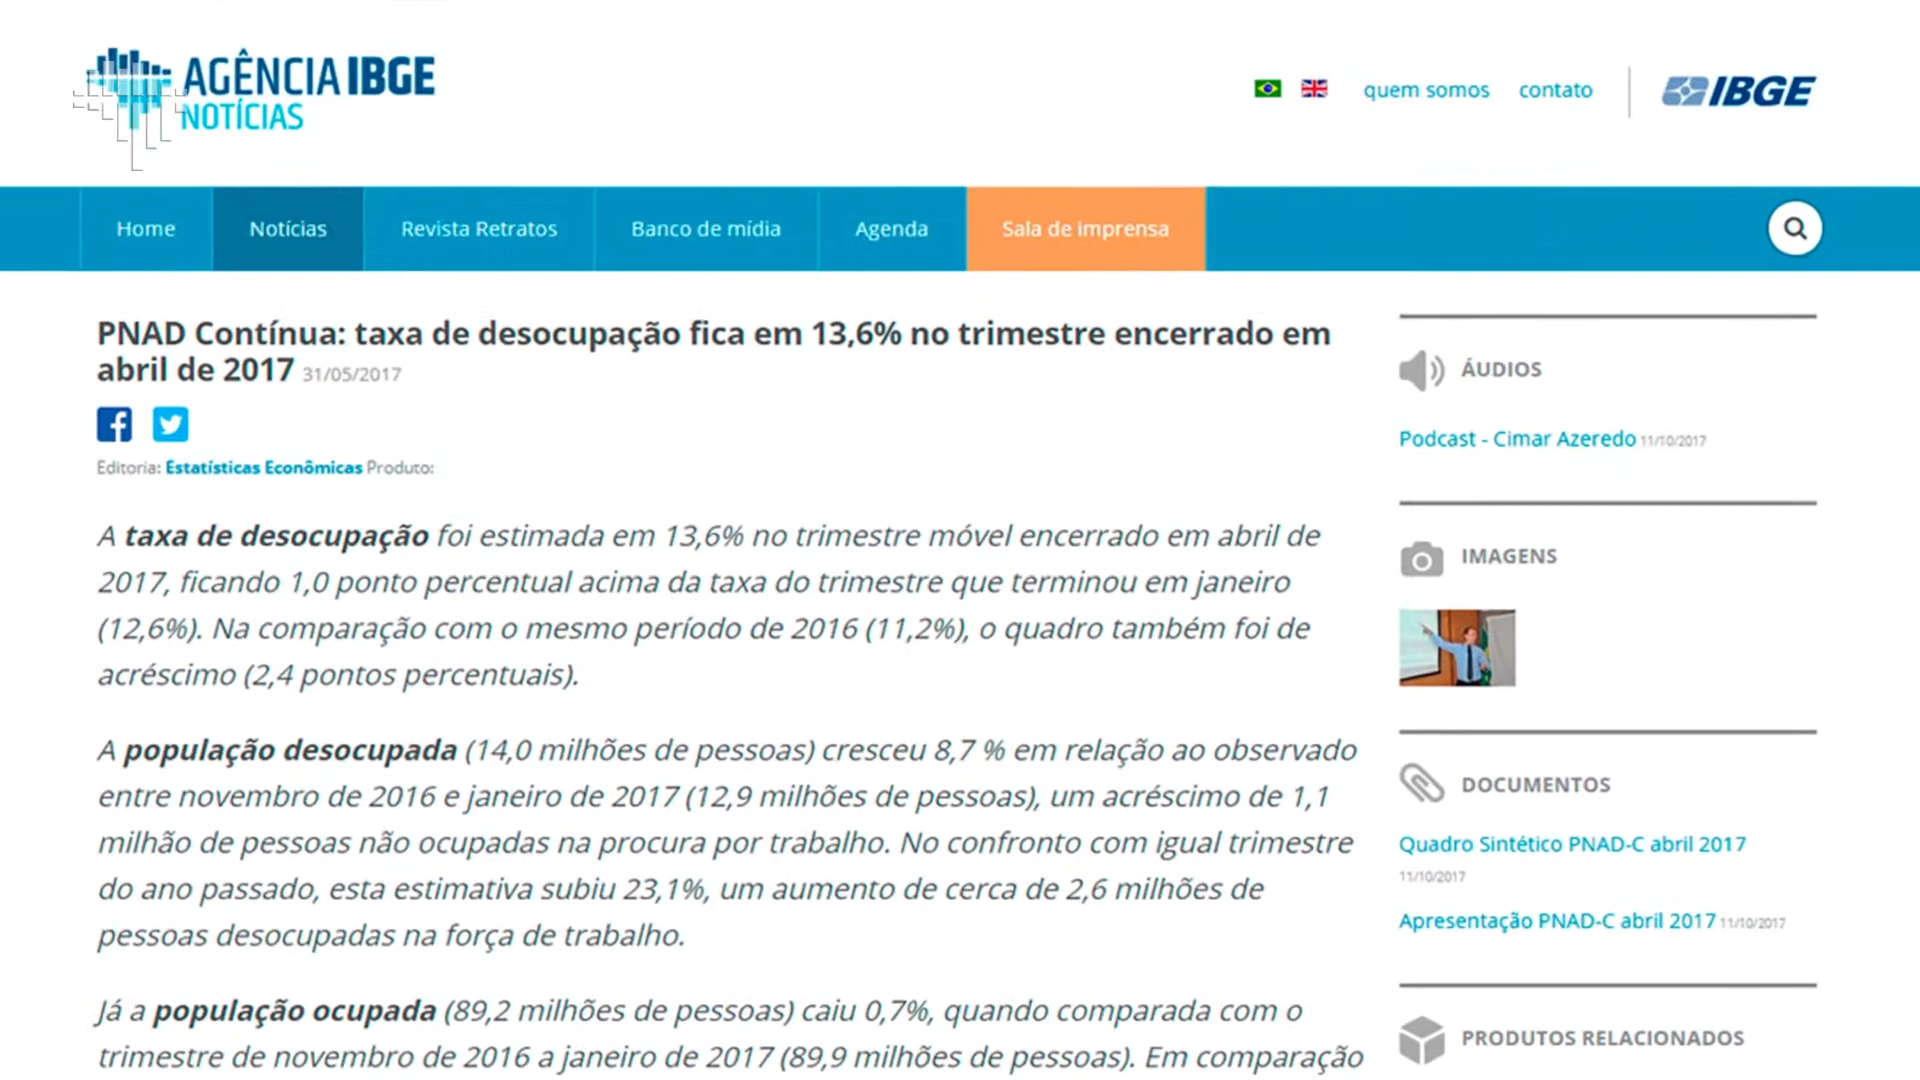 AGÊNCIA IBGE
NOTÍCIAS
quem somos contato
IBGE
Home Notícias Revista Retratos Banco de mídia Agenda Sala de imprensa
PNAD Contínua: taxa de desocupação fica em 13,6% no trimestre encerrado em
abril de 2017 31/05/2017
Editoria: Estatísticas Econômicas Produto:
A taxa de desocupação foi estimada em 13,6% no trimestre móvel encerrado em abril de
2017, ficando 1,0 ponto percentual acima da taxa do trimestre que terminou em janeiro
(12,6%). Na comparação com o mesmo período de 2016 (11,2%), o quadro também foi de
acréscimo (2,4 pontos percentuais).
A população desocupada (14,0 milhões de pessoas) cresceu 8,7 % em relação ao observado
entre novembro de 2016 e janeiro de 2017 (12,9 milhões de pessoas), um acréscimo de 1,1
milhão de pessoas não ocupadas na procura por trabalho. No confronto com igual trimestre
do ano passado, esta estimativa subiu 23,1%, um aumento de cerca de 2,6 milhões de
pessoas desocupadas na força de trabalho.
Já a população ocupada (89,2 milhões de pessoas) caiu 0,7%, quando comparada com o
trimestre de novembro de 2016 a janeiro de 2017 (89,9 milhões de pessoas). Em comparação
ÁUDIOS
Podcast - Cimar Azeredo 11/10/2017
IMAGENS
DOCUMENTOS
Quadro Sintético PNAD-C abril 2017
11/10/2017
Apresentação PNAD-C abril 2017 11/10/2017
PRODUTOS RELACIONADOS